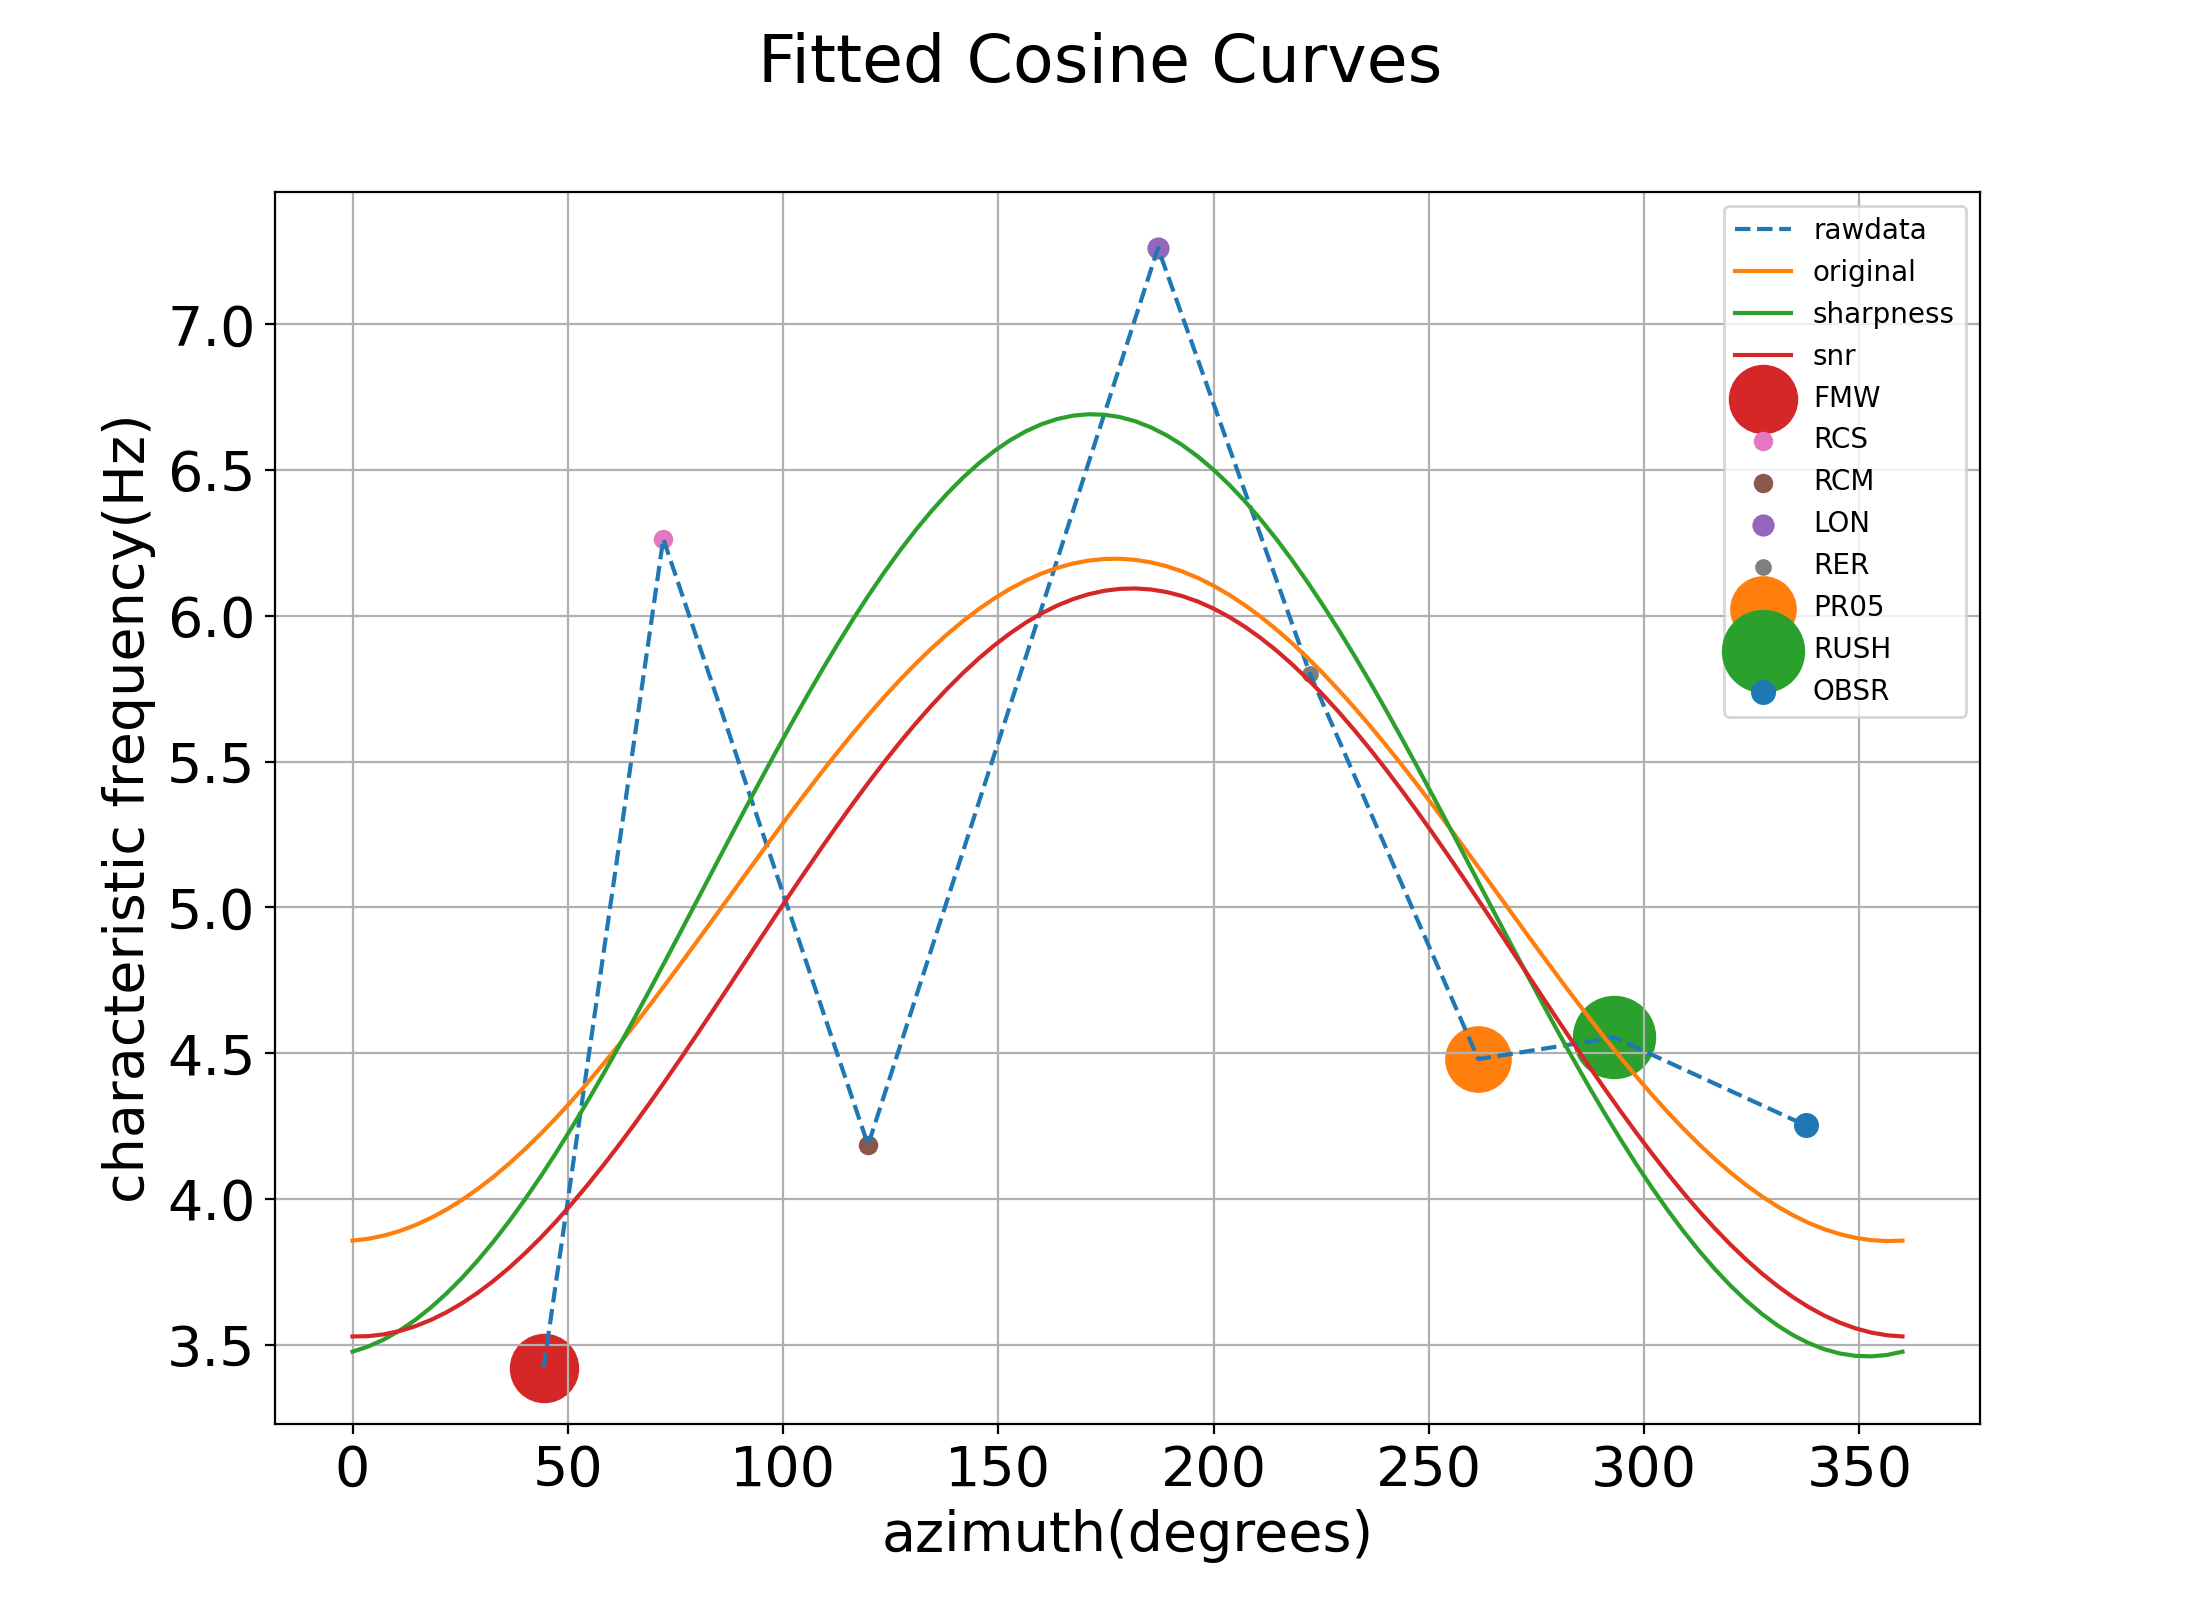 Fitted Cosine Curves
characteristic frequency(Hz)
7.0
6.5
6.0
5.5
5.0
4.5
4.0
3.5
0 50 100 150 200 250 300 350
azimuth(degrees)
rawdata
original
sharpness
snr
FMW
RCS
RCM
LON
RER
PR05
RUSH
OBSR